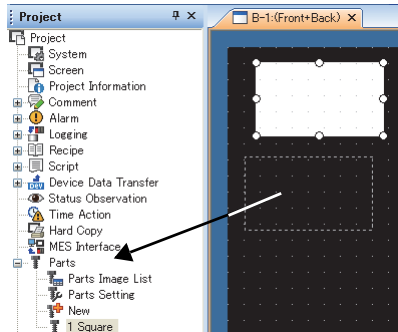 Project
B-1:(Front+Back)
Project
System
Screen
Project Information
Comment
Alarm
Logging
Recipe
Script
Dev
Device Data Transfer
Status Observation
Time Action
Hard Copy
MES Interface
Parts
Parts Image List
Parts Setting
New
1 Square